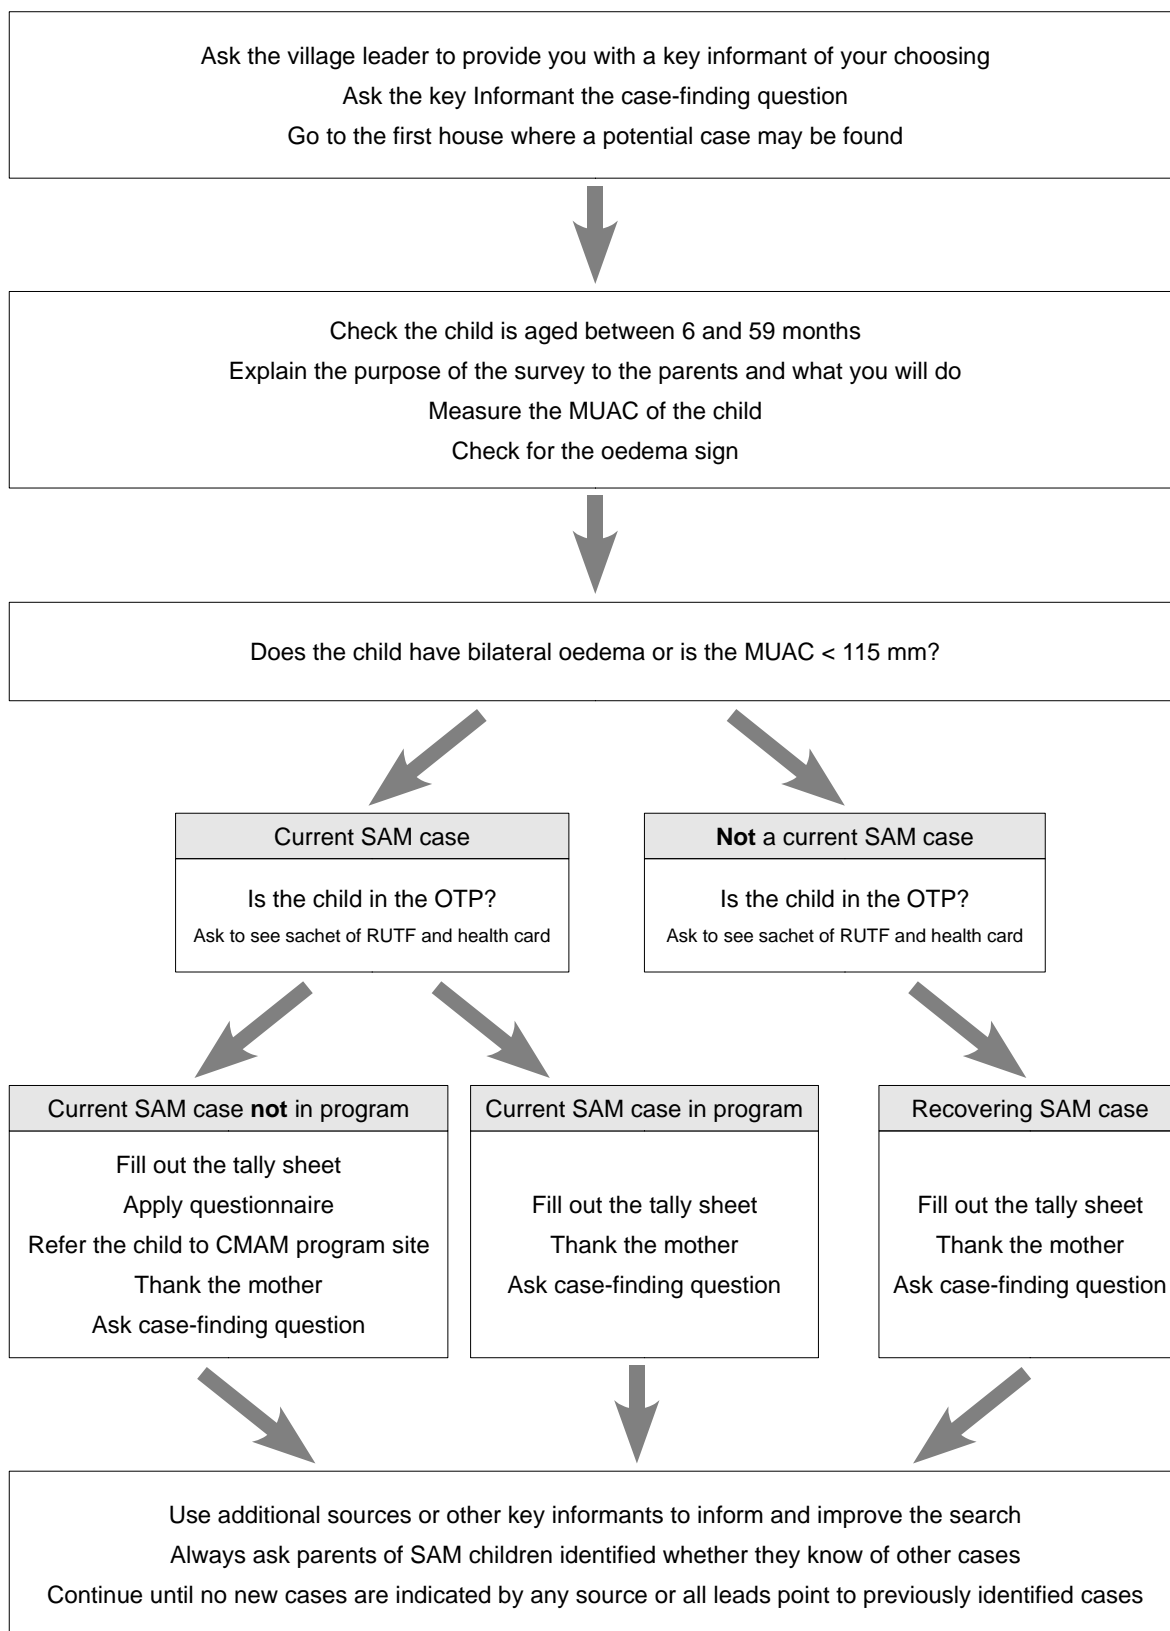 Ask the village leader to provide you with a key informant of your choosing
Ask the key Informant the case-finding question
Go to the first house where a potential case may be found
Check the child is aged between 6 and 59 months
Explain the purpose of the survey to the parents and what you will do
Measure the MUAC of the child
Check for the oedema sign
Does the child have bilateral oedema or is the MUAC < 115 mm?
Current SAM case
Is the child in the OTP?
Ask to see sachet of RUTF and health card
Not a current SAM case
Is the child in the OTP?
Ask to see sachet of RUTF and health card
Current SAM case not in program
Fill out the tally sheet
Apply questionnaire
Refer the child to CMAM program site
Thank the mother
Ask case-finding question
Current SAM case in program
Fill out the tally sheet
Thank the mother
Ask case-finding question
Recovering SAM case
Fill out the tally sheet
Thank the mother
Ask case-finding question
Use additional sources or other key informants to inform and improve the search
Always ask parents of SAM children identified whether they know of other cases
Continue until no new cases are indicated by any source or all leads point to previously identified cases